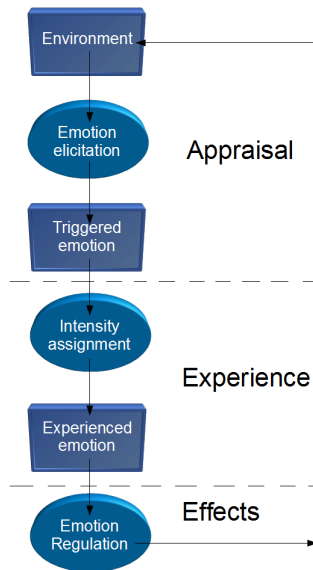 Environment
Emotion
elicitation
Appraisal
Triggered
emotion
Intensity
assignment
Experience
Experienced
emotion
Effects
Emotion
Regulation